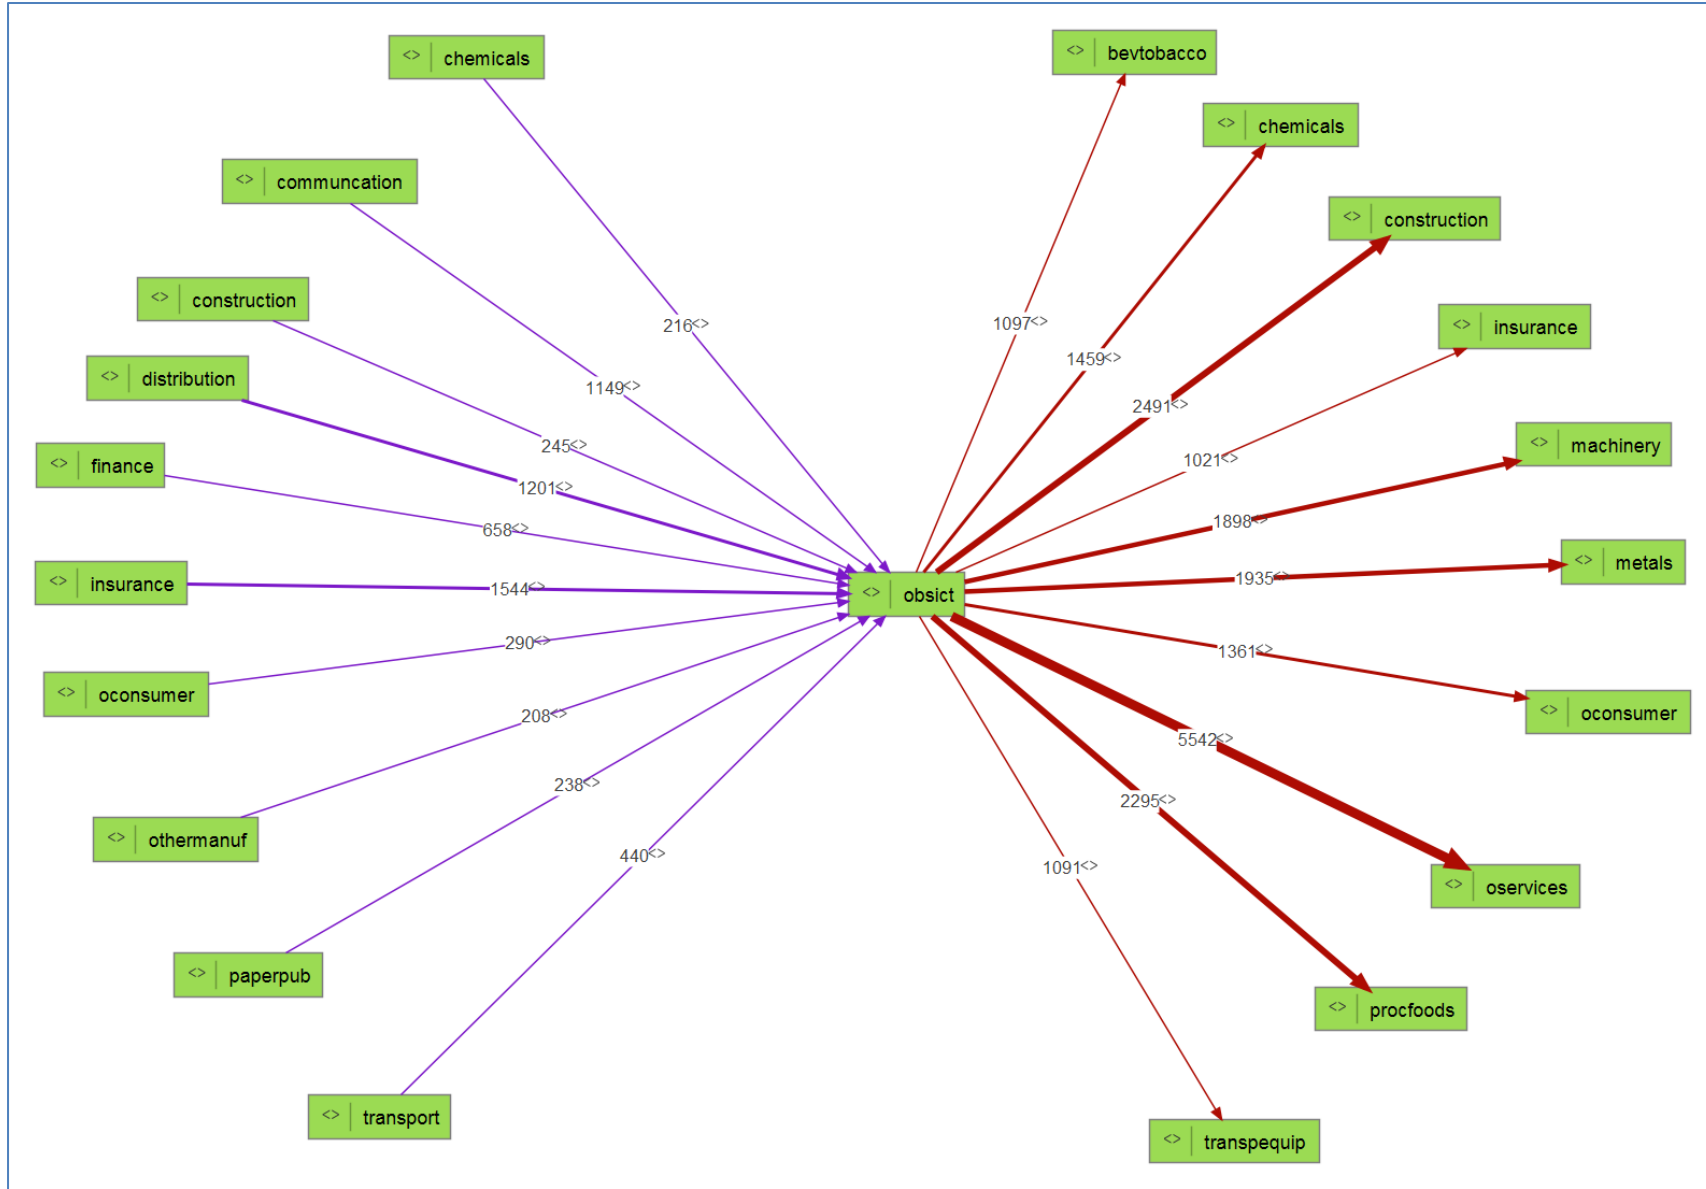 <> bevtobacco
<> chemicals
<> chemicals
<> communcation
<> construction
<> construction
<> insurance
216<>
1097<>
1459<>
<> distribution
1149<>
2491<>
<> machinery
245<>
<> finance
1021<>
1201<>
658<>
1898<>
<> metals
<> insurance
1544<>
<> obsict
1935<>
290<>
1361<>
<> oconsumer
208<>
<> oconsumer
5542<>
238<>
2295<>
<> othermanuf
440<>
1091<>
<> oservices
<> paperpub
<> procfoods
<> transport
<> transpequip